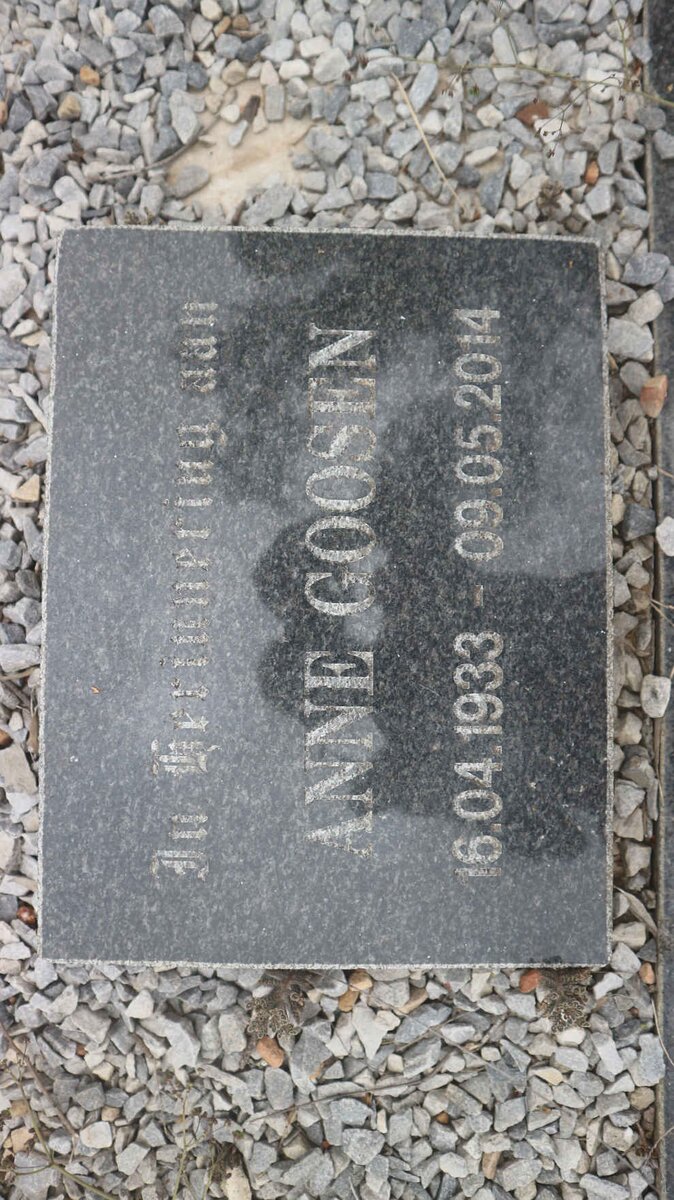 In Herinnering aan
ANNE GOOSEN
16.04.1933 - 09.05.2014